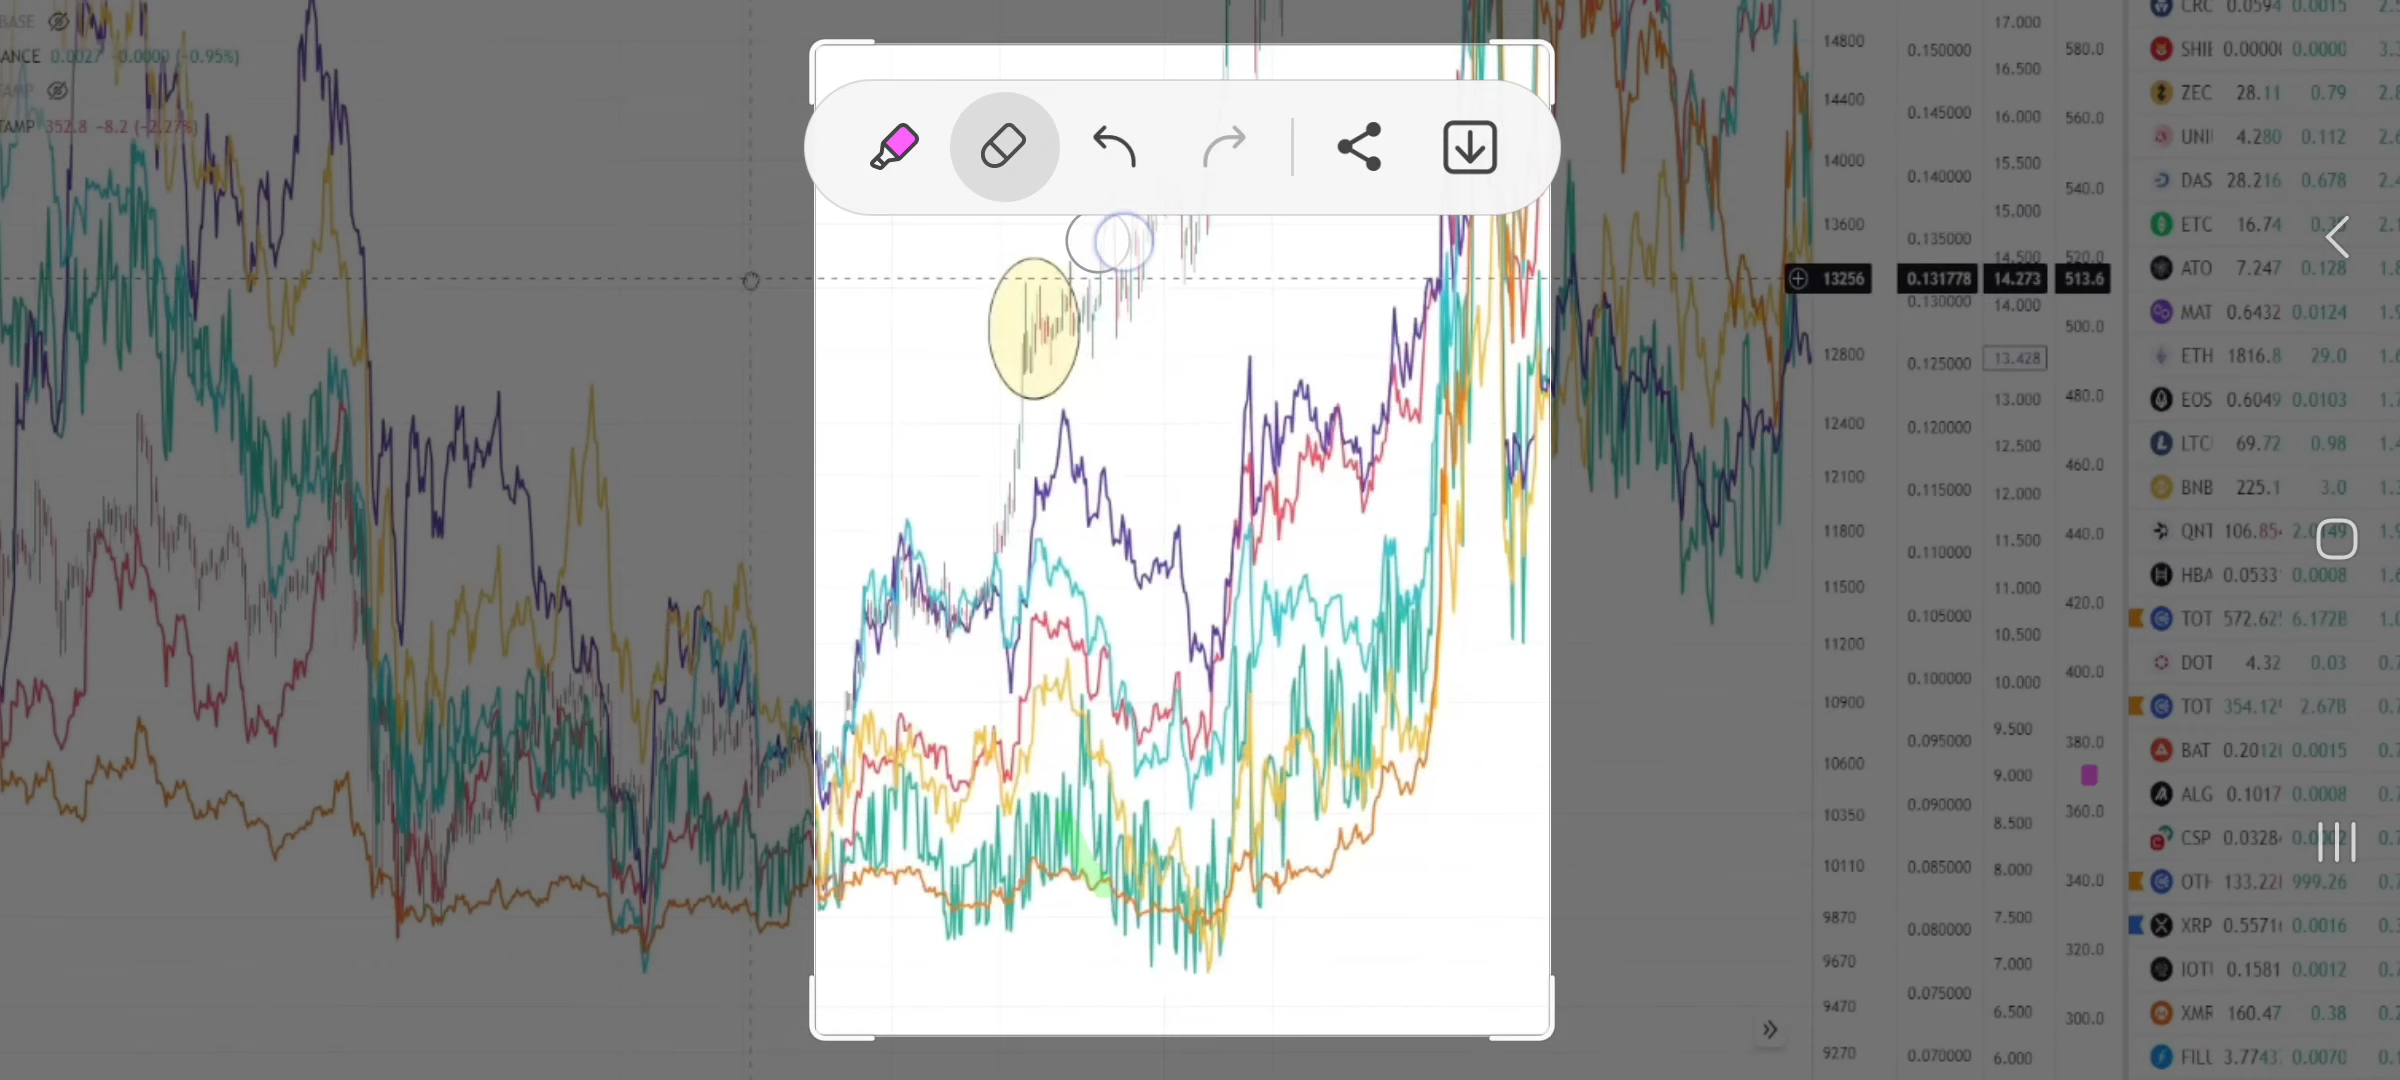 BASE
ANCE 0.0027 -0.0000 (-0.95%)
TAMP 352.8 -8.2 (-2.27%)
14800
14400
14000
13600
13256
12800
12400
12100
11800
11500
11200
10900
10600
10350
10110
9870
9670
9470
9270
0.150000
0.145000
0.140000
0.135000
0.131778
0.130000
0.125000
0.120000
0.115000
0.110000
0.105000
0.100000
0.095000
0.090000
0.085000
0.080000
0.075000
0.070000
17.000
16.500
16.000
15.500
15.000
14.500
14.273
14.000
13.428
13.000
12.500
12.000
11.500
11.000
10.500
10.000
9.500
9.000
8.500
8.000
7.500
7.000
6.500
6.000
580.0
560.0
540.0
520.0
513.6
500.0
480.0
460.0
440.0
420.0
400.0
380.0
360.0
340.0
320.0
300.0
CRC 0.0594 0.0015
SHIE 0.0000 0.0000
ZEC 28.11 0.79
UNI 4.280 0.112
DAS 28.216 0.678
ETC 16.74
ATO 7.247 0.128
MAT 0.6432 0.0124
ETH 1816.8 29.0
EOS 0.6049 0.0103
LTC 69.72 0.98
BNB 225.1 3.0
QNT 106.85 2.0149
HBA 0.0533 0.0008
TOT 572.62 6.172B
DOT 4.32 0.03
TOT 354.12 2.67B
BAT 0.2012 0.0015
ALG 0.1017 0.0008
CSP 0.0328 0.0002
OTH 133.22 999.26
XRP 0.5571 0.0016
IOT 0.1581 0.0012
XMR 160.47 0.38
FILL 3.7743 0.0070